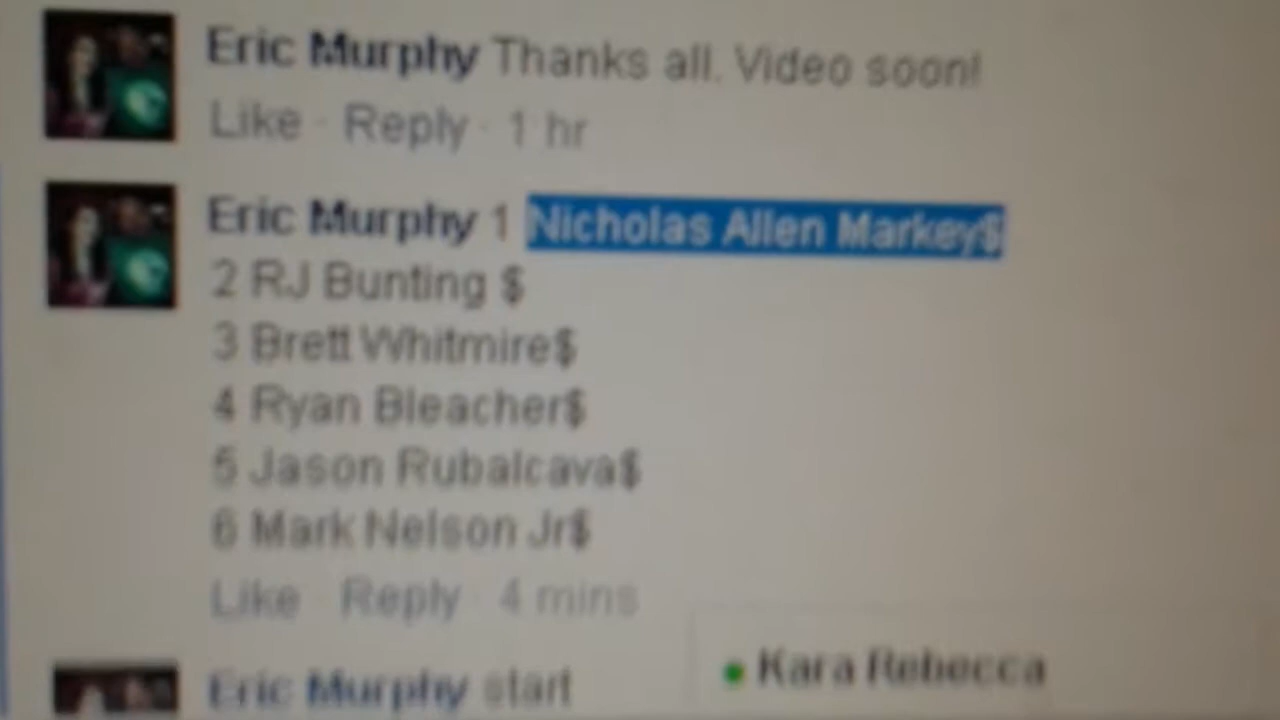 Eric Murphy Thanks all. Video soon!
Like · Reply · 1 hr
Eric Murphy 1 Nicholas Allen Markey$
2 RJ Bunting $
3 Brett Whitmire$
4 Ryan Bleacher$
5 Jason Rubalcava$
6 Mark Nelson Jr$
Like · Reply · 4 mins
Eric Murphy start
Kara Rebecca